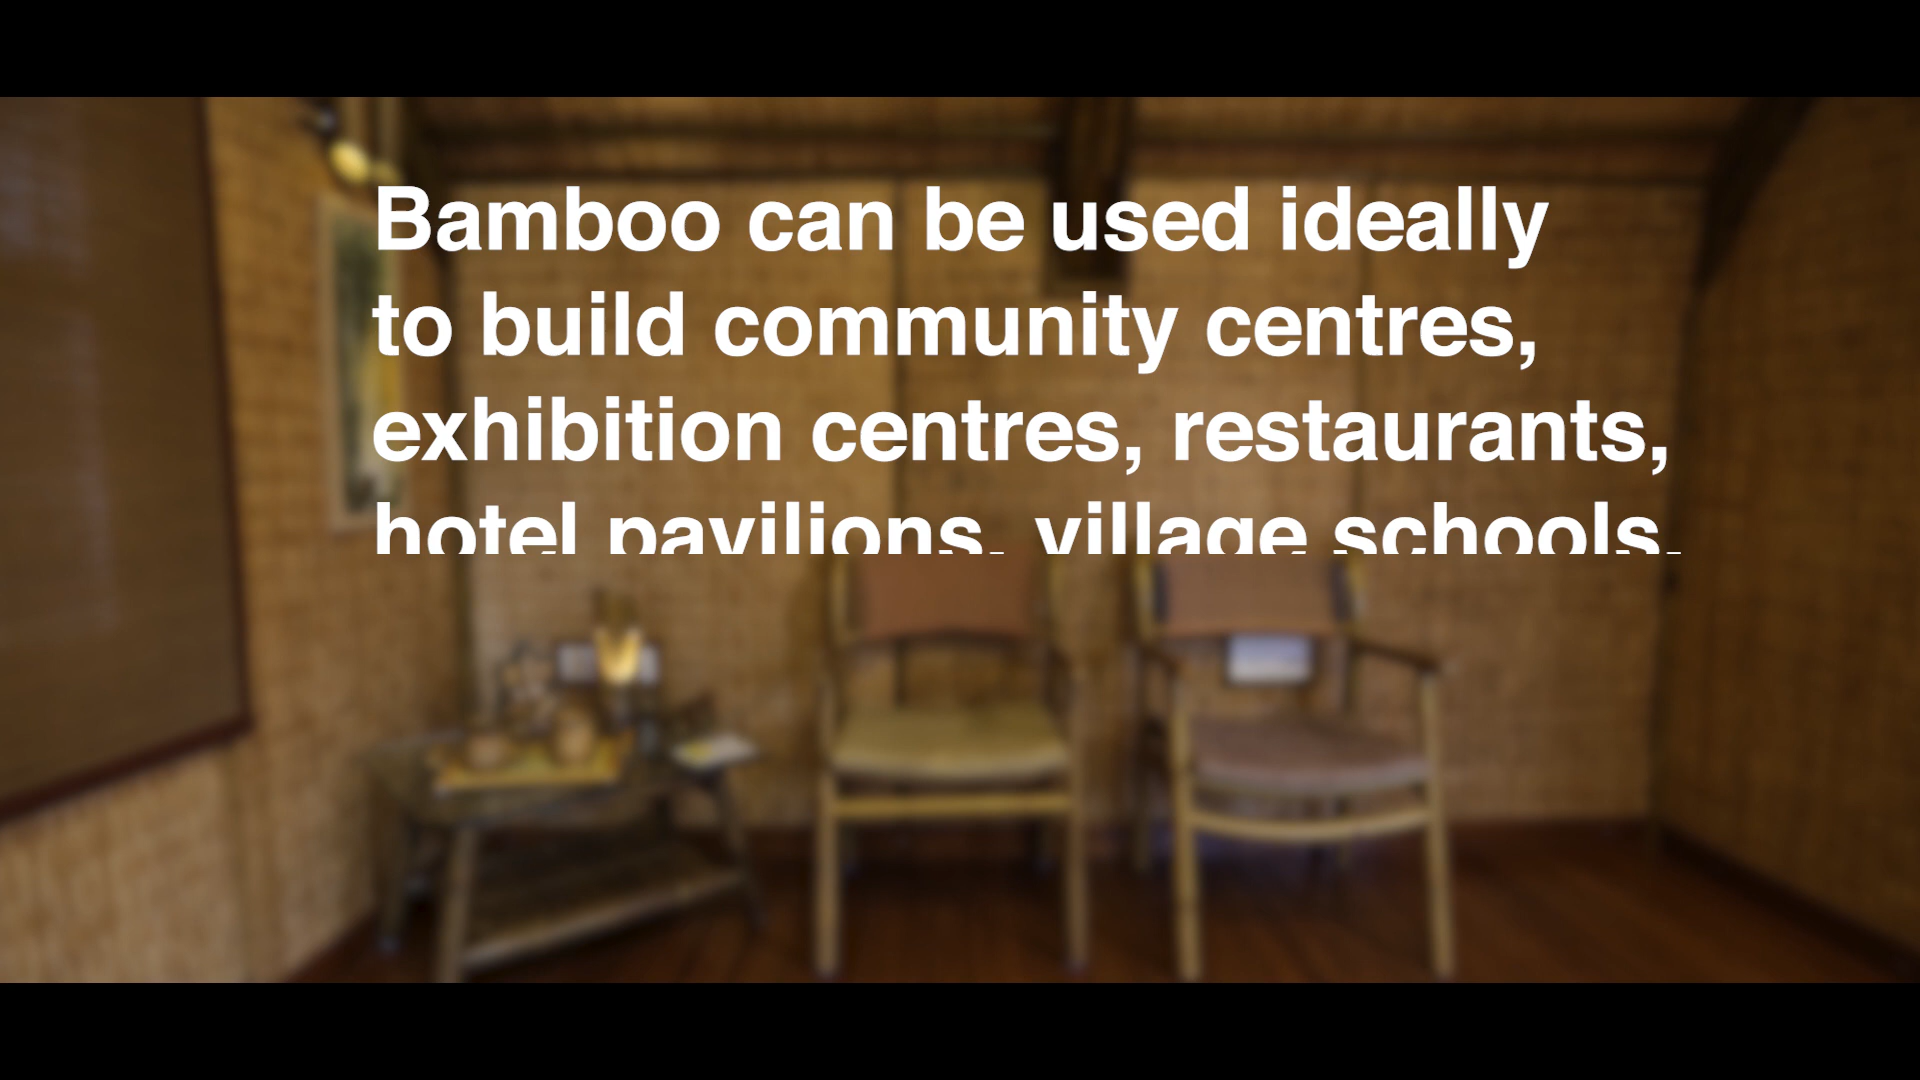 Bamboo can be used ideally
to build community centres,
exhibition centres, restaurants,
hotel pavilions, village schools,